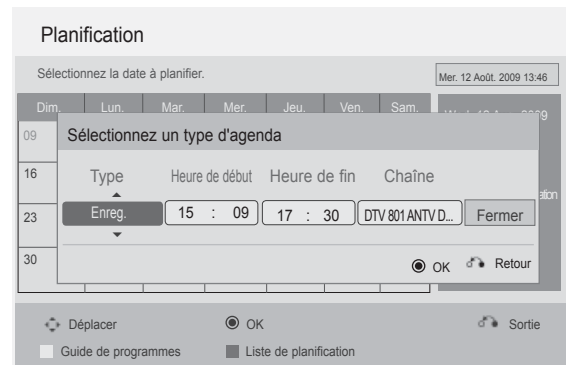 Planification
Sélectionnez la date à planifier.
Mer. 12 Août. 2009 13:46
Dim. Lun. Mar. Mer. Jeu. Ven. Sam.
09
Sélectionnez un type d'agenda
16
Type Heure de début Heure de fin Chaîne
23
Enreg. 15 : 09 17 : 30 DTV 801 ANTV D... Fermer
30
OK Retour
Déplacer OK Sortie
Guide de programmes Liste de planification